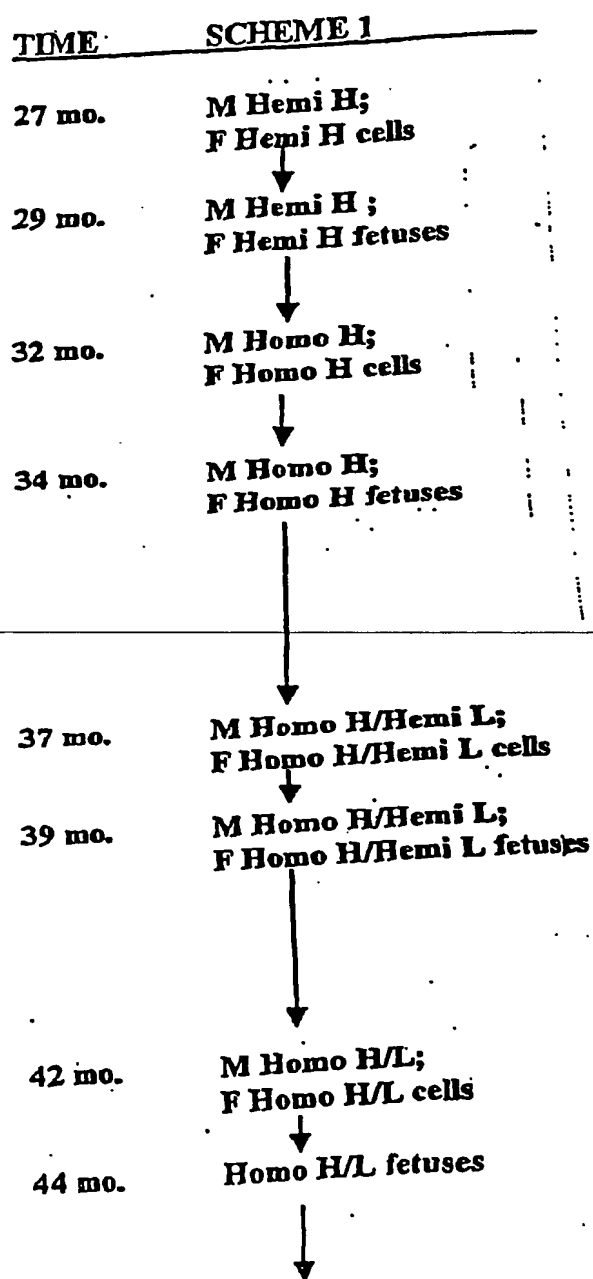 TIME SCHEME 1
27 mo. M Hemi H;
F Hemi H cells
29 mo. M Hemi H ;
F Hemi H fetuses
32 mo. M Homo H;
F Homo H cells
34 mo. M Homo H;
F Homo H fetuses
37 mo. M Homo H/Hemi L;
F Homo H/Hemi L cells
39 mo. M Homo H/Hemi L;
F Homo H/Hemi L fetuses
42 mo. M Homo H/L;
F Homo H/L cells
44 mo. Homo H/L fetuses